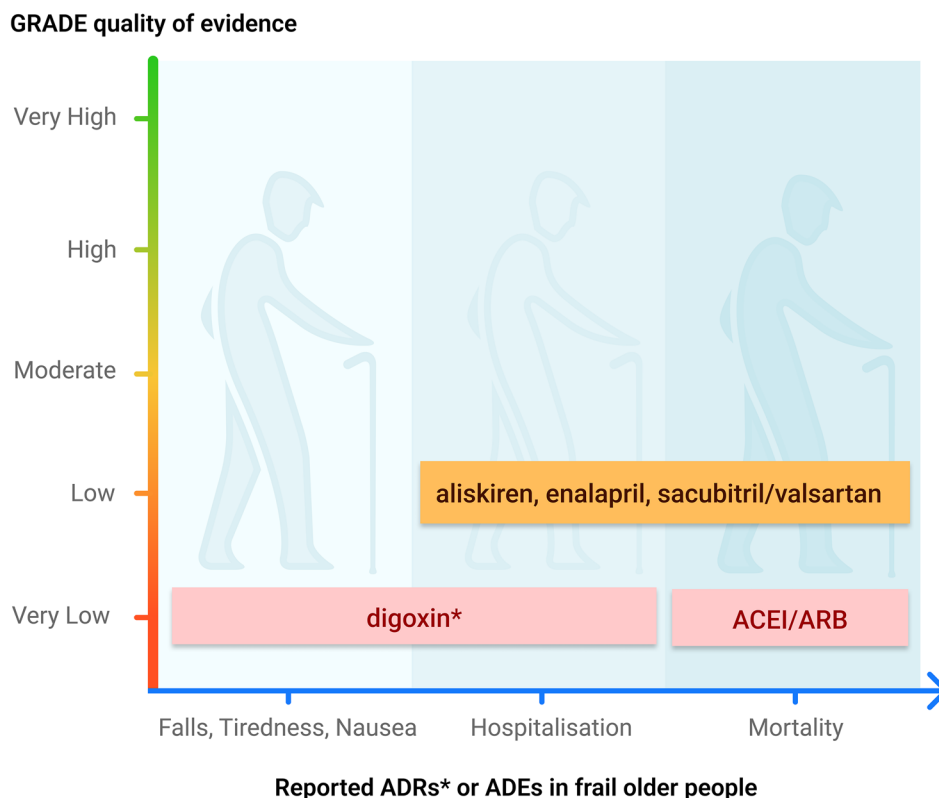 GRADE quality of evidence
Very High
High
Moderate
Low
aliskiren, enalapril, sacubitril/valsartan
Very Low
digoxin*
ACEI/ARB
Falls, Tiredness, Nausea
Hospitalisation
Mortality
Reported ADRs* or ADEs in frail older people